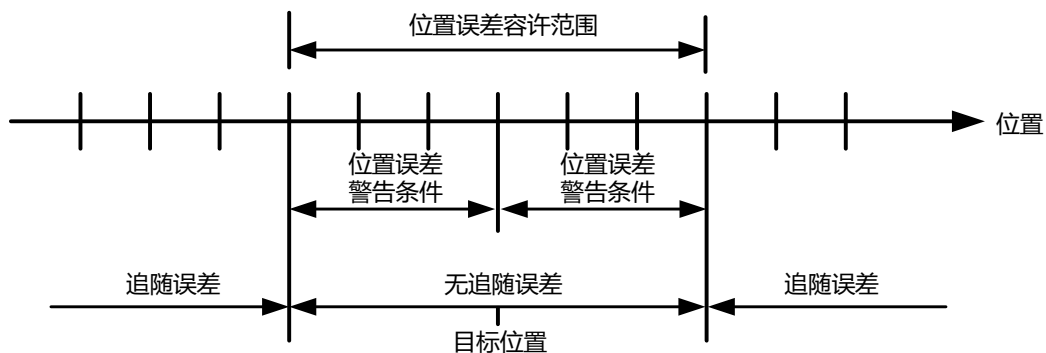 位置误差容许范围
位置
位置误差
警告条件
位置误差
警告条件
追随误差
无追随误差
追随误差
目标位置